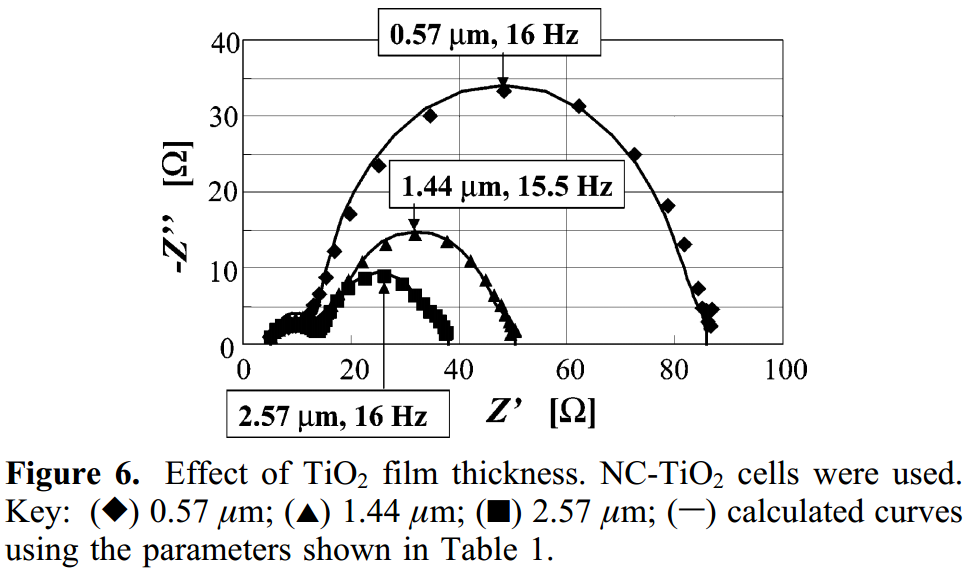 0.57 μm, 16 Hz
40
30
1.44 μm, 15.5 Hz
20
10
0
-Z’’ [Ω]
0 20 40 60 80 100
2.57 μm, 16 Hz
Z’ [Ω]
Figure 6. Effect of TiO₂ film thickness. NC-TiO₂ cells were used.
Key: (◆) 0.57 μm; (▲) 1.44 μm; (■) 2.57 μm; (—) calculated curves
using the parameters shown in Table 1.